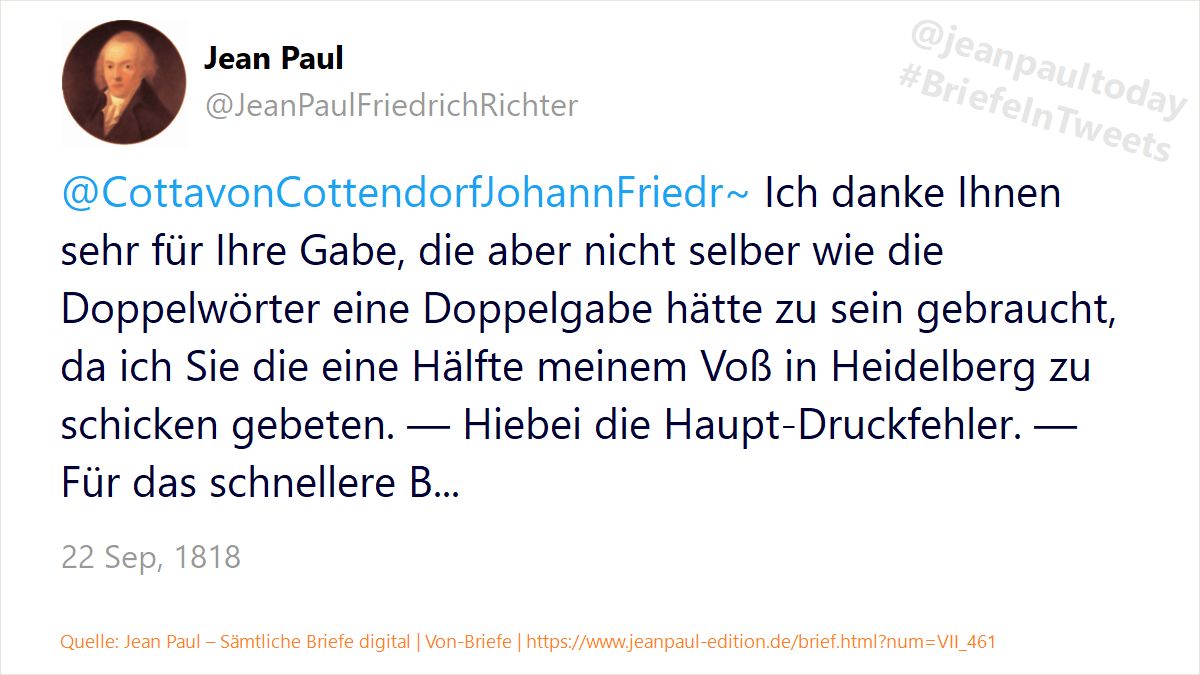 Jean Paul
@JeanPaulFriedrichRichter
@jeanpaultoday
#BriefeInTweets
@CottavonCottendorfJohannFriedr~ Ich danke Ihnen
sehr für Ihre Gabe, die aber nicht selber wie die
Doppelwörter eine Doppelgabe hätte zu sein gebraucht,
da ich Sie die eine Hälfte meinem Voß in Heidelberg zu
schicken gebeten. — Hiebei die Haupt-Druckfehler. —
Für das schnellere B...
22 Sep, 1818
Quelle: Jean Paul – Sämtliche Briefe digital | Von-Briefe | https://www.jeanpaul-edition.de/brief.html?num=VII_461